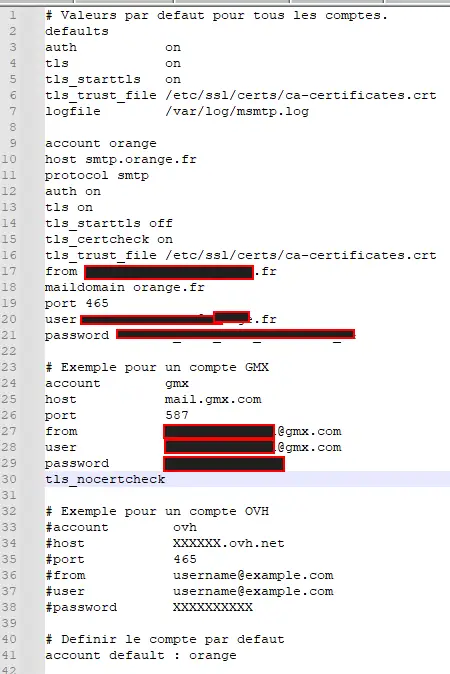 1 # Valeurs par defaut pour tous les comptes.
2 defaults
3 auth on
4 tls on
5 tls_starttls on
6 tls_trust_file /etc/ssl/certs/ca-certificates.crt
7 logfile /var/log/msmtp.log
8
9 account orange
10 host smtp.orange.fr
11 protocol smtp
12 auth on
13 tls on
14 tls_starttls off
15 tls_certcheck on
16 tls_trust_file /etc/ssl/certs/ca-certificates.crt
17 from .fr
18 maildomain orange.fr
19 port 465
20 user .fr
21 password
22
23 # Exemple pour un compte GMX
24 account gmx
25 host mail.gmx.com
26 port 587
27 from @gmx.com
28 user @gmx.com
29 password
30 tls_nocertcheck
31
32 # Exemple pour un compte OVH
33 #account ovh
34 #host XXXXXX.ovh.net
35 #port 465
36 #from username@example.com
37 #user username@example.com
38 #password XXXXXXXXXX
39
40 # Definir le compte par defaut
41 account default : orange
42